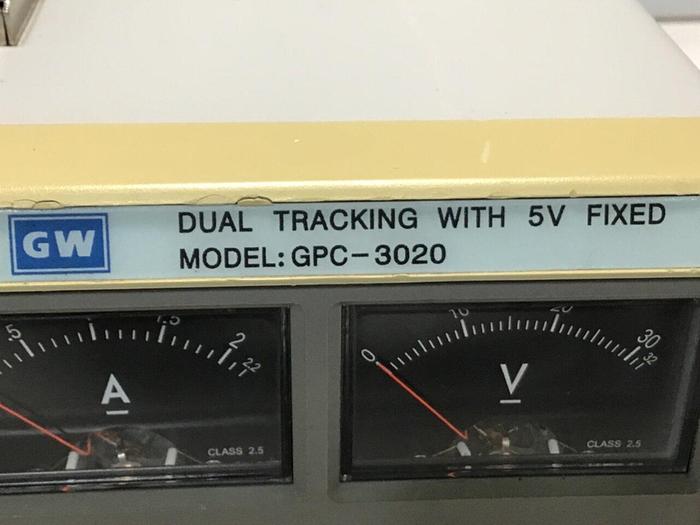 GW
DUAL TRACKING WITH 5V FIXED
MODEL: GPC-3020
.5 1 1.5 2 2.2
A
CLASS 2.5
0 10 20 30 32
V
CLASS 2.5